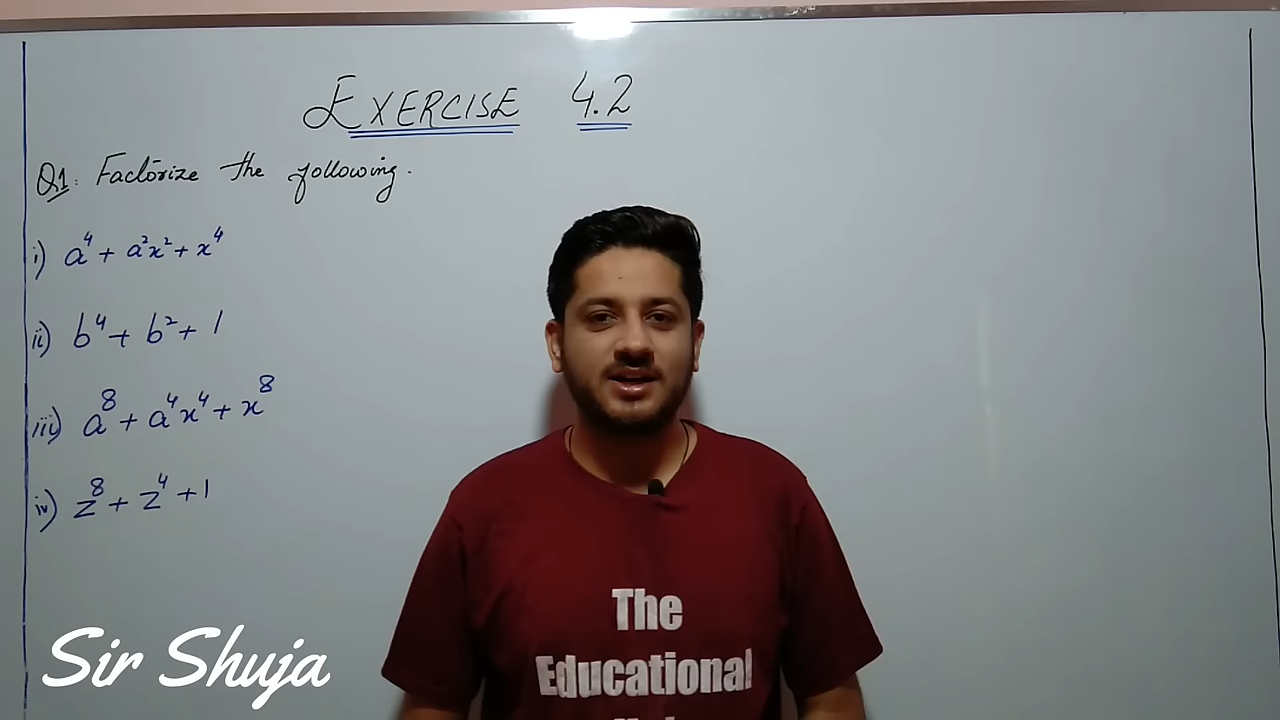 EXERCISE 4.2
Q1: Factorize the following.
i) a⁴ + a²x² + x⁴
ii) b⁴ + b² + 1
iii) a⁸ + a⁴x⁴ + x⁸
iv) z⁸ + z⁴ + 1
The
Educational
Sir Shuja